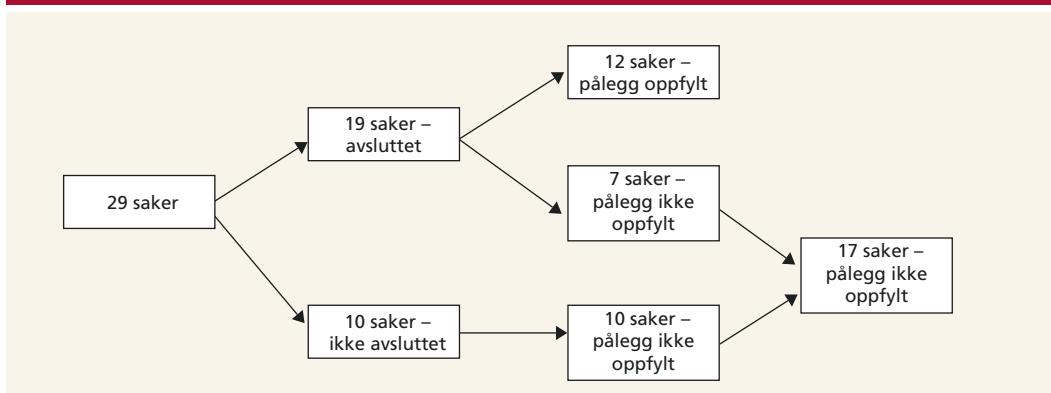 29 saker
19 saker –
avsluttet
10 saker –
ikke avsluttet
12 saker –
pålegg oppfylt
7 saker –
pålegg ikke
oppfylt
10 saker –
pålegg ikke
oppfylt
17 saker –
pålegg ikke
oppfylt